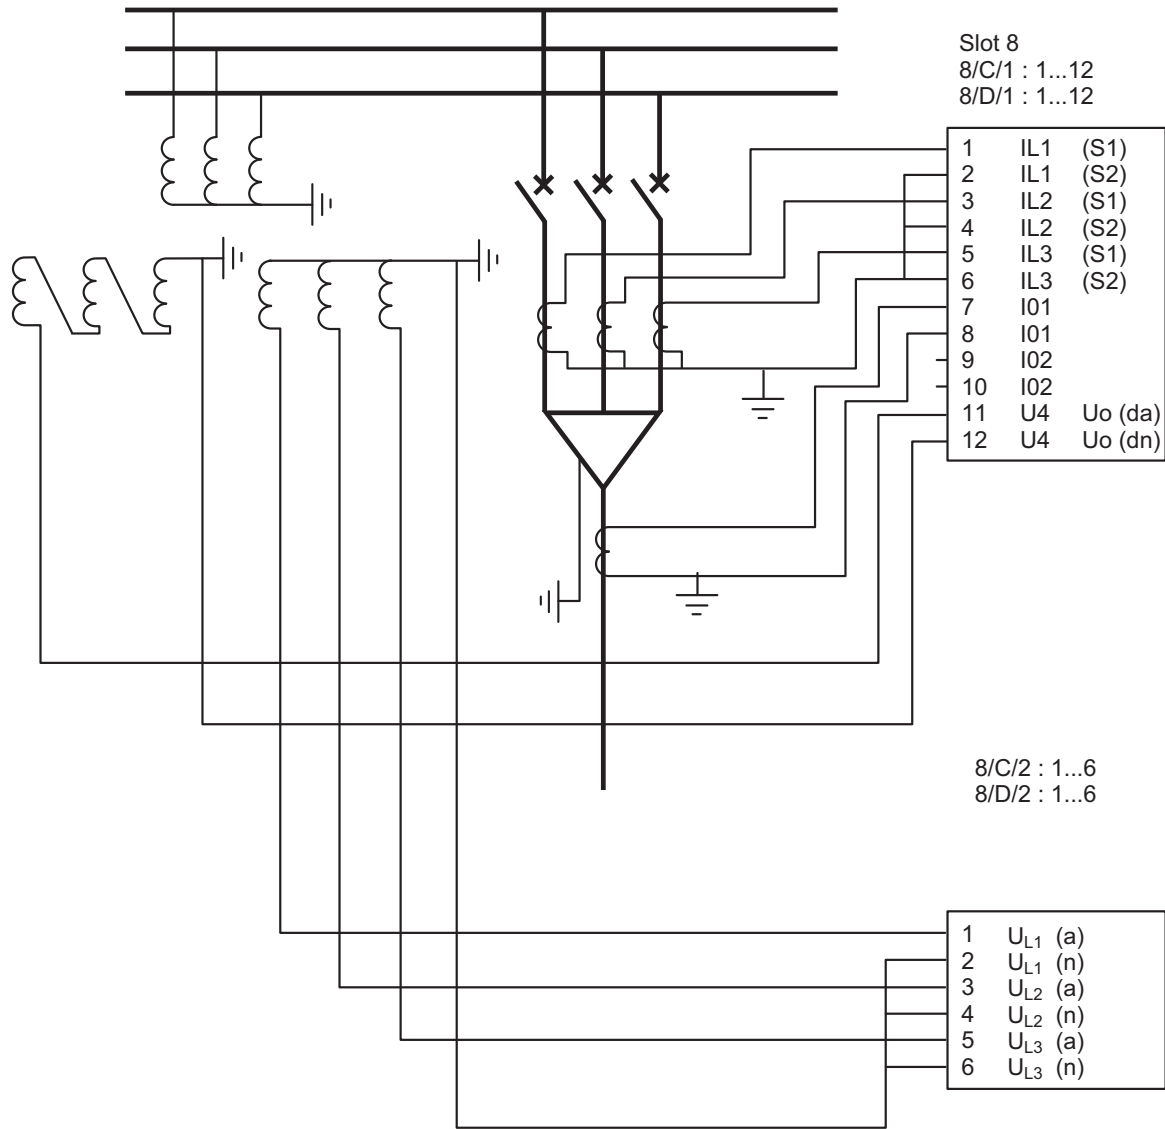 Slot 8
8/C/1 : 1...12
8/D/1 : 1...12
1 IL1 (S1)
2 IL1 (S2)
3 IL2 (S1)
4 IL2 (S2)
5 IL3 (S1)
6 IL3 (S2)
7 I01
8 I01
9 I02
10 I02
11 U4 Uo (da)
12 U4 Uo (dn)
8/C/2 : 1...6
8/D/2 : 1...6
1 UL1 (a)
2 UL1 (n)
3 UL2 (a)
4 UL2 (n)
5 UL3 (a)
6 UL3 (n)